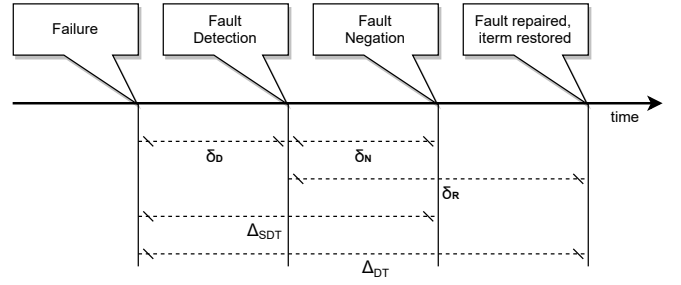 Failure
Fault
Detection
Fault
Negation
Fault repaired,
iterm restored
time
δD
δN
δR
ΔSDT
ΔDT